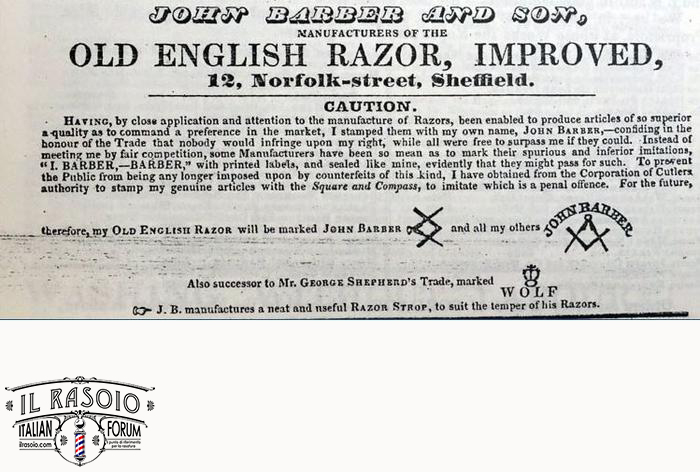 JOHN BARBER AND SON,
MANUFACTURERS OF THE
OLD ENGLISH RAZOR, IMPROVED,
12, Norfolk-street, Sheffield.
CAUTION.
HAVING, by close application and attention to the manufacture of Razors, been enabled to produce articles of so superior
a quality as to command a preference in the market, I stamped them with my own name, JOHN BARBER,—confiding in the
honour of the Trade that nobody would infringe upon my right, while all were free to surpass me if they could. Instead of
meeting me by fair competition, some Manufacturers have been so mean as to mark their spurious and inferior imitations,
"I. BARBER,—BARBER," with printed labels, and sealed like mine, evidently that they might pass for such. To prevent
the Public from being any longer imposed upon by counterfeits of this kind, I have obtained from the Corporation of Cutlers
authority to stamp my genuine articles with the Square and Compass, to imitate which is a penal offence. For the future,
therefore, my OLD ENGLISH RAZOR will be marked JOHN BARBER and all my others JOHN BARBER
Also successor to Mr. GEORGE SHEPHERD'S Trade, marked WOLF
J. B. manufactures a neat and useful RAZOR STROP, to suit the temper of his Razors.
IL RASOIO
ITALIAN FORUM
ilrasoio.com
il punto di riferimento
per la rasatura